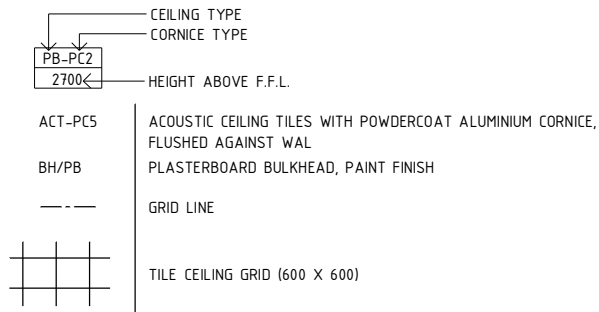 CEILING TYPE
CORNICE TYPE
PB-PC2
2700
HEIGHT ABOVE F.F.L.
ACT-PC5
ACOUSTIC CEILING TILES WITH POWDERCOAT ALUMINIUM CORNICE,
FLUSHED AGAINST WAL
BH/PB
PLASTERBOARD BULKHEAD, PAINT FINISH
GRID LINE
TILE CEILING GRID (600 X 600)